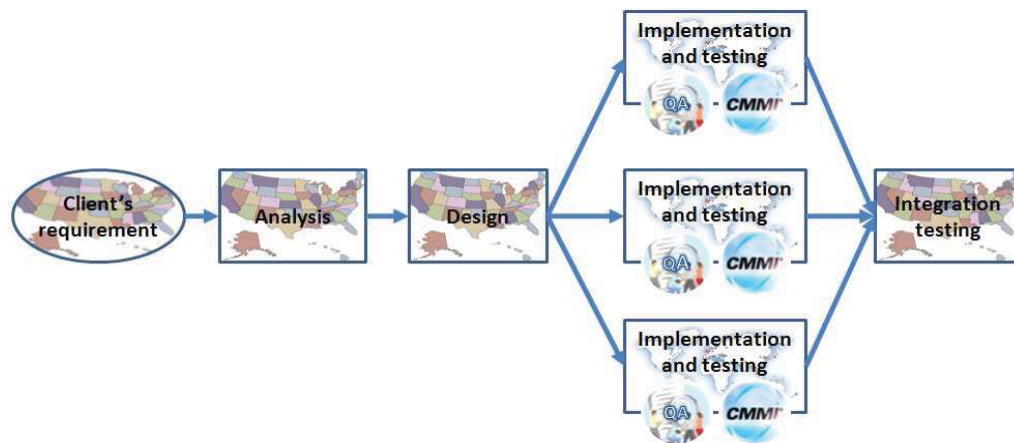 Client's
requirement
Analysis
Design
Implementation
and testing
QA
CMMI
Implementation
and testing
QA
CMMI
Implementation
and testing
QA
CMMI
Integration
testing